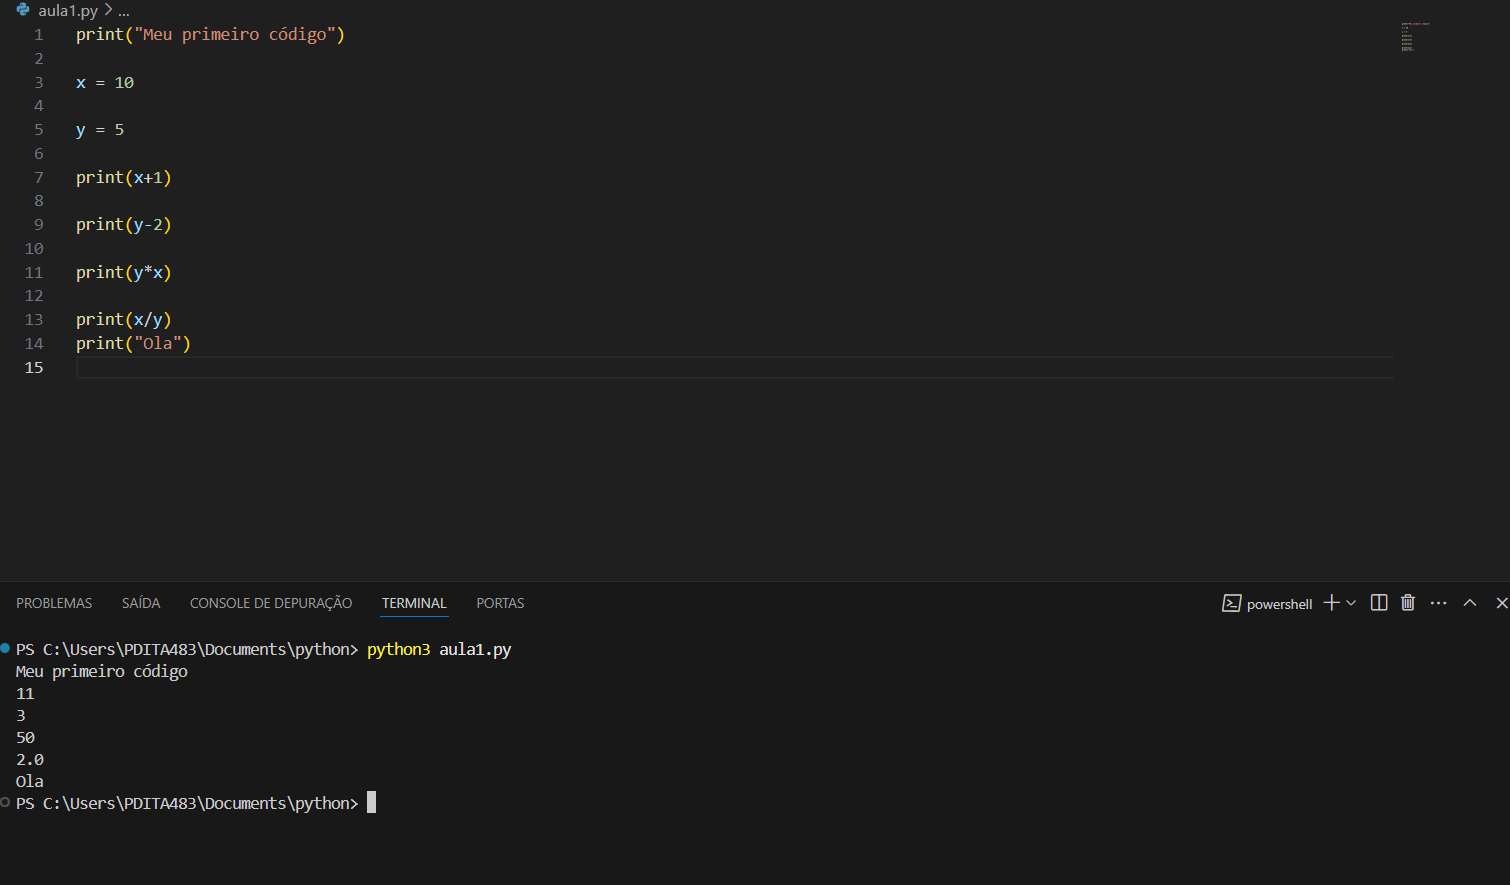 aula1.py > ...
1 print("Meu primeiro código")
2
3 x = 10
4
5 y = 5
6
7 print(x+1)
8
9 print(y-2)
10
11 print(y*x)
12
13 print(x/y)
14 print("Ola")
15
PROBLEMAS SAÍDA CONSOLE DE DEPURAÇÃO TERMINAL PORTAS powershell
PS C:\Users\PDITA483\Documents\python> python3 aula1.py
Meu primeiro código
11
3
50
2.0
Ola
PS C:\Users\PDITA483\Documents\python>